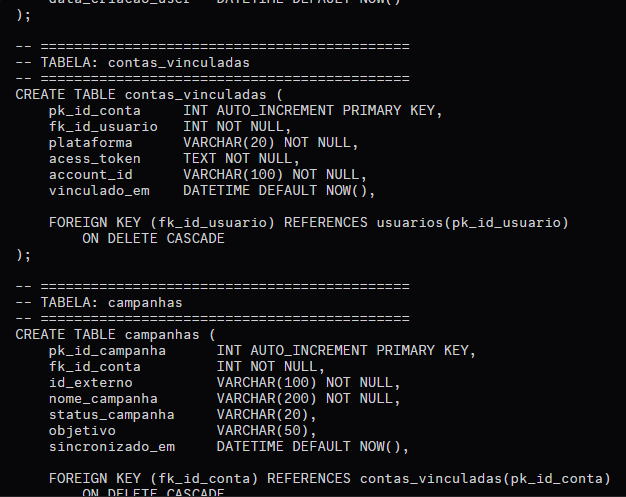 data_criacao_user DATETIME DEFAULT NOW()
);
-- ============================================
-- TABELA: contas_vinculadas
-- ============================================
CREATE TABLE contas_vinculadas (
pk_id_conta INT AUTO_INCREMENT PRIMARY KEY,
fk_id_usuario INT NOT NULL,
plataforma VARCHAR(20) NOT NULL,
acess_token TEXT NOT NULL,
account_id VARCHAR(100) NOT NULL,
vinculado_em DATETIME DEFAULT NOW(),
FOREIGN KEY (fk_id_usuario) REFERENCES usuarios(pk_id_usuario)
ON DELETE CASCADE
);
-- ============================================
-- TABELA: campanhas
-- ============================================
CREATE TABLE campanhas (
pk_id_campanha INT AUTO_INCREMENT PRIMARY KEY,
fk_id_conta INT NOT NULL,
id_externo VARCHAR(100) NOT NULL,
nome_campanha VARCHAR(200) NOT NULL,
status_campanha VARCHAR(20),
objetivo VARCHAR(50),
sincronizado_em DATETIME DEFAULT NOW(),
FOREIGN KEY (fk_id_conta) REFERENCES contas_vinculadas(pk_id_conta)
ON DELETE CASCADE